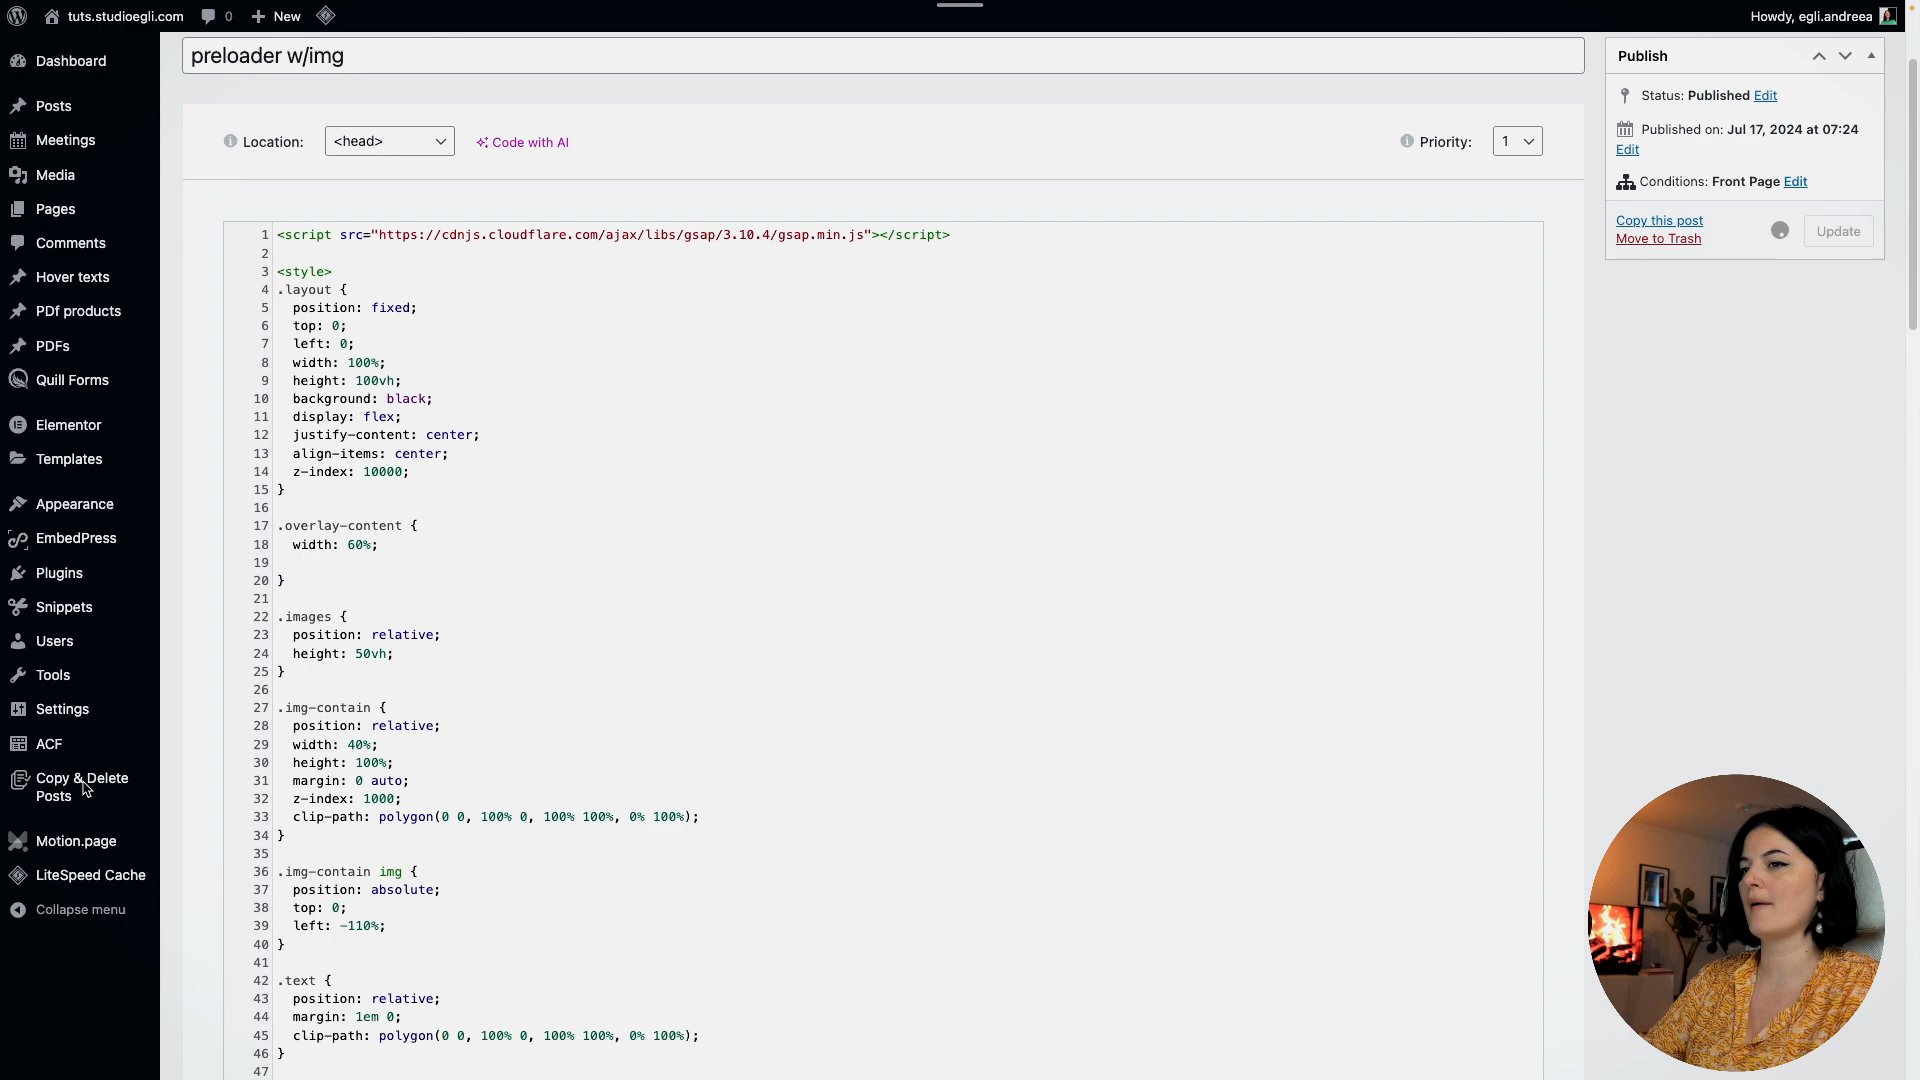 tuts.studioegli.com
0
New
Howdy, egli.andreea
Dashboard
Posts
Meetings
Media
Pages
Comments
Hover texts
PDf products
PDFs
Quill Forms
Elementor
Templates
Appearance
EmbedPress
Plugins
Snippets
Users
Tools
Settings
ACF
Copy & Delete
Posts
Motion.page
LiteSpeed Cache
Collapse menu
preloader w/img
Location: <head> Code with AI Priority: 1
1 <script src="https://cdnjs.cloudflare.com/ajax/libs/gsap/3.10.4/gsap.min.js"></script>
2
3 <style>
4 .layout {
5 position: fixed;
6 top: 0;
7 left: 0;
8 width: 100%;
9 height: 100vh;
10 background: black;
11 display: flex;
12 justify-content: center;
13 align-items: center;
14 z-index: 10000;
15 }
16
17 .overlay-content {
18 width: 60%;
19
20 }
21
22 .images {
23 position: relative;
24 height: 50vh;
25 }
26
27 .img-contain {
28 position: relative;
29 width: 40%;
30 height: 100%;
31 margin: 0 auto;
32 z-index: 1000;
33 clip-path: polygon(0 0, 100% 0, 100% 100%, 0% 100%);
34 }
35
36 .img-contain img {
37 position: absolute;
38 top: 0;
39 left: -110%;
40 }
41
42 .text {
43 position: relative;
44 margin: 1em 0;
45 clip-path: polygon(0 0, 100% 0, 100% 100%, 0% 100%);
46 }
47
Publish
Status: Published Edit
Published on: Jul 17, 2024 at 07:24
Edit
Conditions: Front Page Edit
Copy this post
Move to Trash
Update